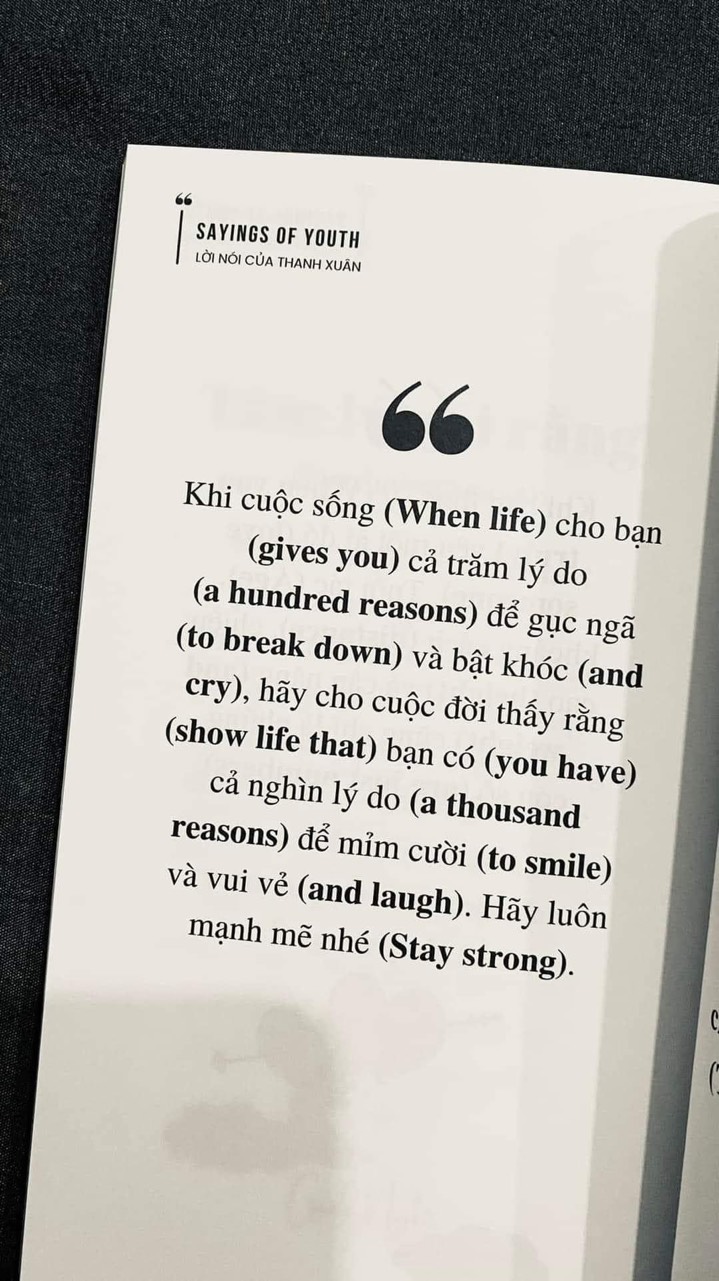 “
SAYINGS OF YOUTH
LỜI NÓI CỦA THANH XUÂN
“
Khi cuộc sống (When life) cho bạn
(gives you) cả trăm lý do
(a hundred reasons) để gục ngã
(to break down) và bật khóc (and
cry), hãy cho cuộc đời thấy rằng
(show life that) bạn có (you have)
cả nghìn lý do (a thousand
reasons) để mỉm cười (to smile)
và vui vẻ (and laugh). Hãy luôn
mạnh mẽ nhé (Stay strong).